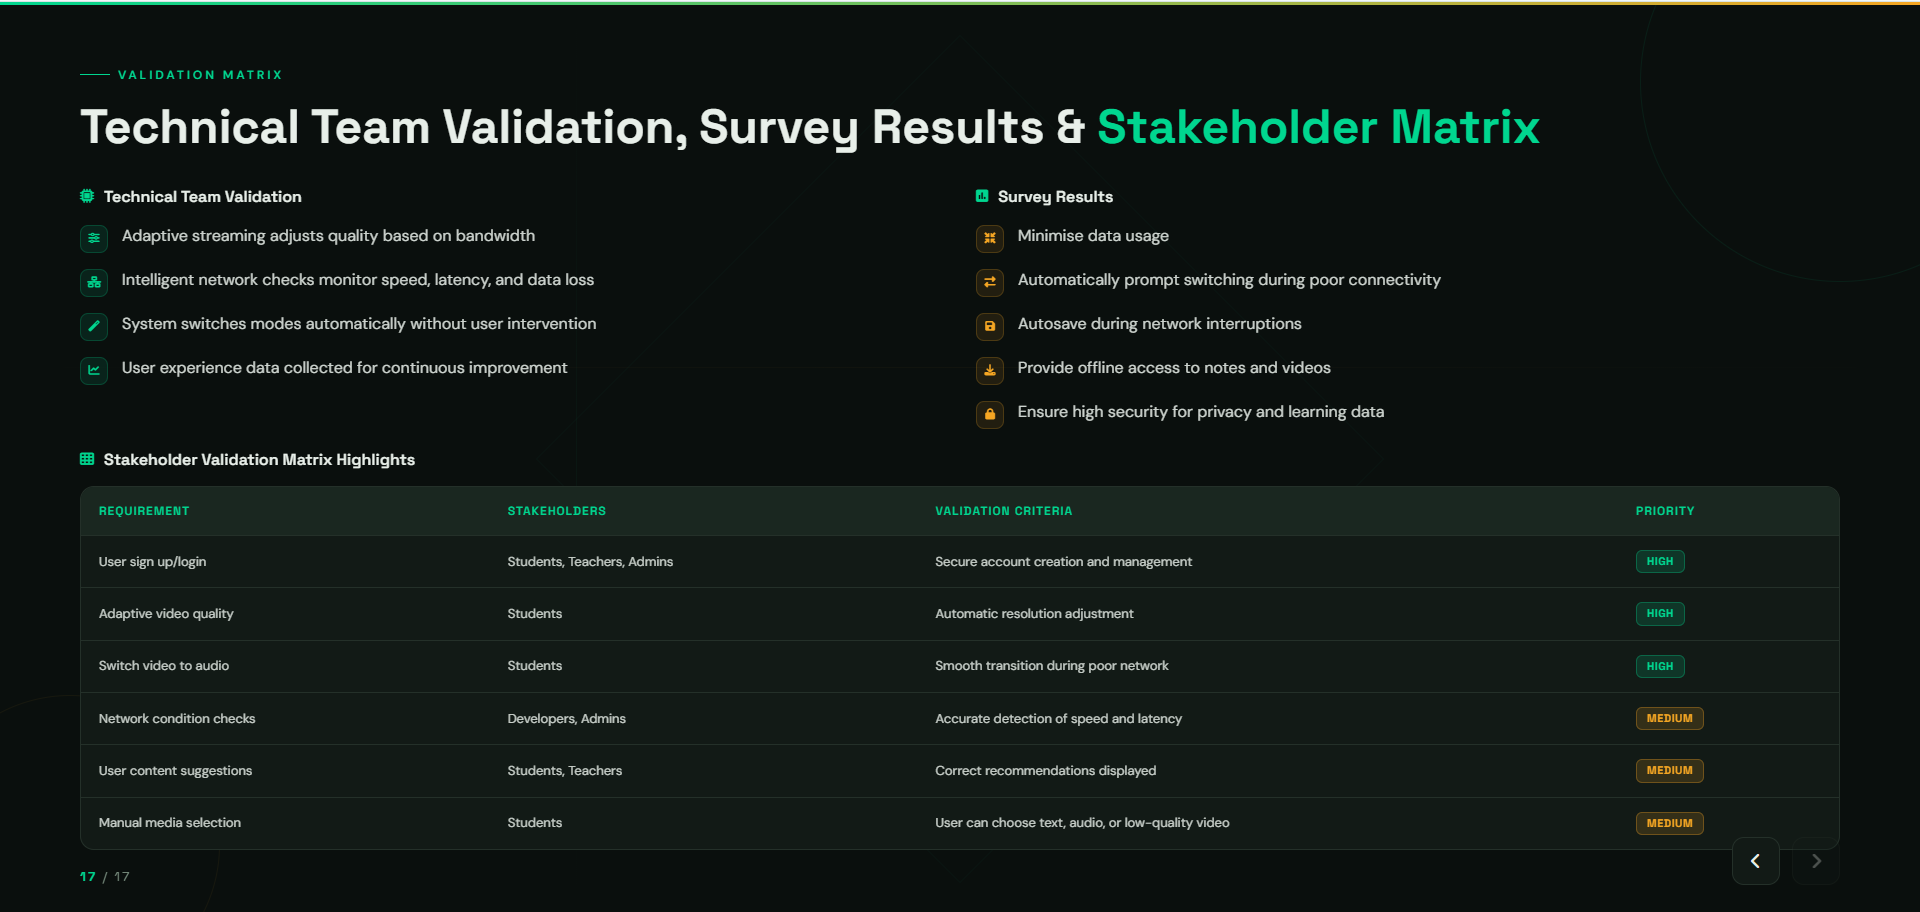 VALIDATION MATRIX
Technical Team Validation, Survey Results & Stakeholder Matrix
Technical Team Validation
Adaptive streaming adjusts quality based on bandwidth
Intelligent network checks monitor speed, latency, and data loss
System switches modes automatically without user intervention
User experience data collected for continuous improvement
Survey Results
Minimise data usage
Automatically prompt switching during poor connectivity
Autosave during network interruptions
Provide offline access to notes and videos
Ensure high security for privacy and learning data
Stakeholder Validation Matrix Highlights
REQUIREMENT STAKEHOLDERS VALIDATION CRITERIA PRIORITY
User sign up/login Students, Teachers, Admins Secure account creation and management HIGH
Adaptive video quality Students Automatic resolution adjustment HIGH
Switch video to audio Students Smooth transition during poor network HIGH
Network condition checks Developers, Admins Accurate detection of speed and latency MEDIUM
User content suggestions Students, Teachers Correct recommendations displayed MEDIUM
Manual media selection Students User can choose text, audio, or low-quality video MEDIUM
17 / 17